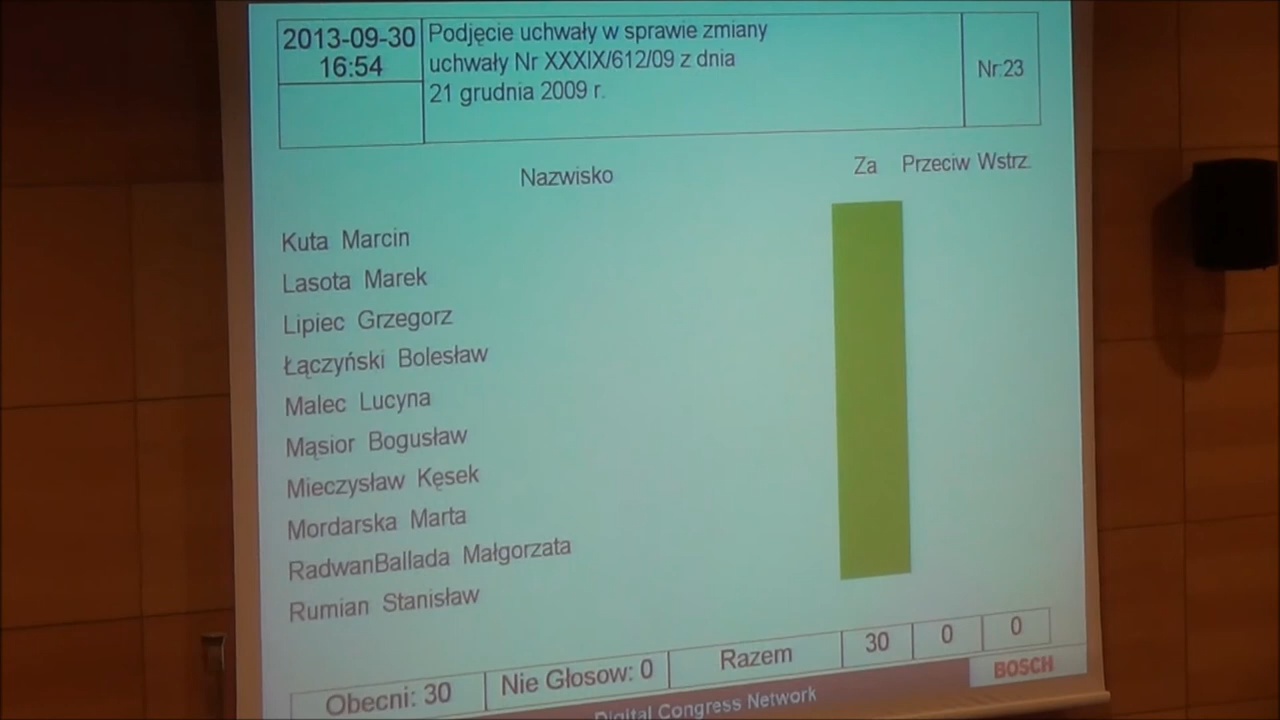 2013-09-30
16:54
Podjęcie uchwały w sprawie zmiany
uchwały Nr XXXIX/612/09 z dnia
21 grudnia 2009 r.
Nr:23
Nazwisko Za Przeciw Wstrz.
Kuta Marcin
Lasota Marek
Lipiec Grzegorz
Łączyński Bolesław
Malec Lucyna
Mąsior Bogusław
Mieczysław Kęsek
Mordarska Marta
RadwanBallada Małgorzata
Rumian Stanisław
Obecni: 30 Nie Głosow: 0 Razem 30 0 0
Digital Congress Network BOSCH